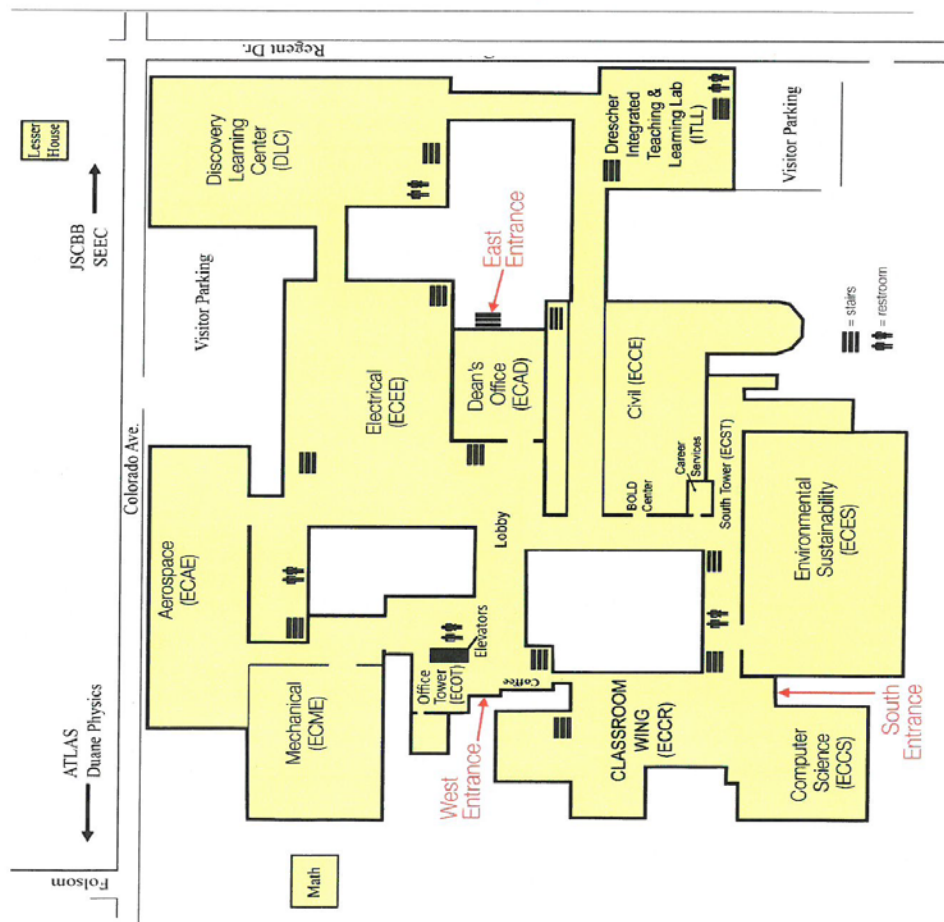 Folsom
ATLAS
Duane Physics
JSCBB
SEEC
Lesser
House
Colorado Ave.
Regent Dr.
Math
Aerospace
(ECAE)
Visitor Parking
Discovery
Learning
Center
(DLC)
Mechanical
(ECME)
Electrical
(ECEE)
Office
Tower
(ECOT)
Elevators
West
Entrance
Coffee
Lobby
Dean's
Office
(ECAD)
East
Entrance
CLASSROOM
WING
(ECCR)
BOLD
Center
Civil (ECCE)
Career
Services
Drescher
Integrated
Teaching &
Learning Lab
(ITLL)
South Tower (ECST)
Visitor Parking
Computer
Science
(ECCS)
Environmental
Sustainability
(ECES)
South
Entrance
= stairs
= restroom